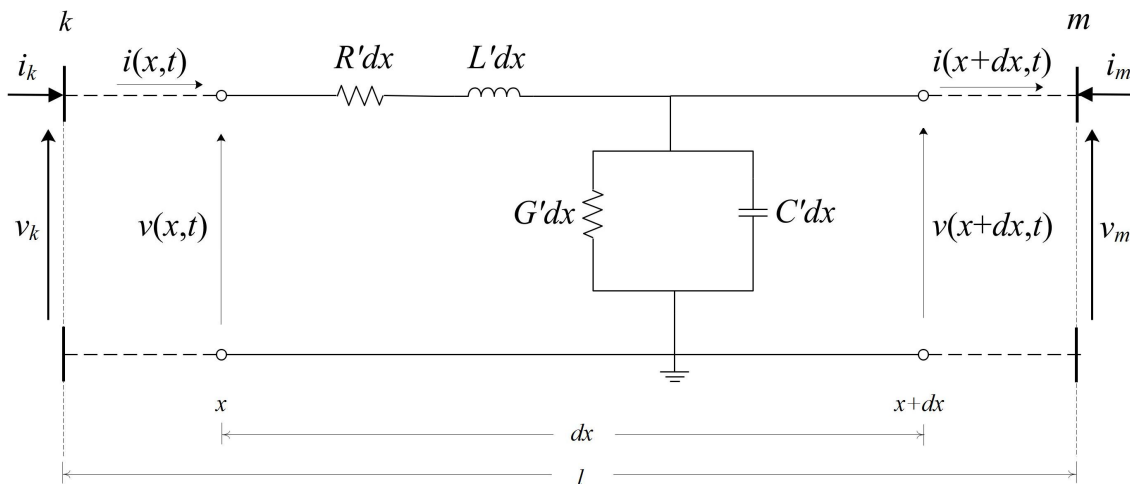 k
m
i_k
i(x,t)
R'dx
L'dx
i(x+dx,t)
i_m
v_k
v(x,t)
G'dx
C'dx
v(x+dx,t)
v_m
x
x+dx
dx
l